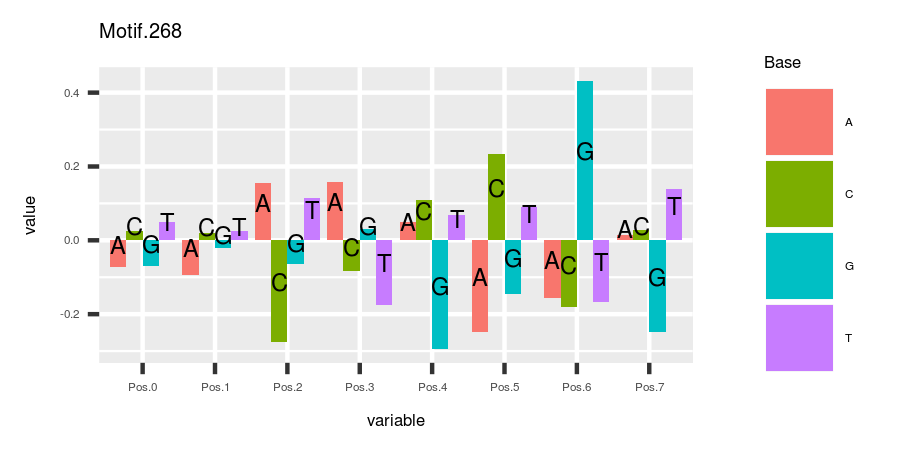 Motif.268
Base
A
C
G
T
value
0.4
0.2
0.0
-0.2
A C G T A C G T A C G T A C G T A C G T A C G T A C G T A C G T
Pos.0 Pos.1 Pos.2 Pos.3 Pos.4 Pos.5 Pos.6 Pos.7
variable